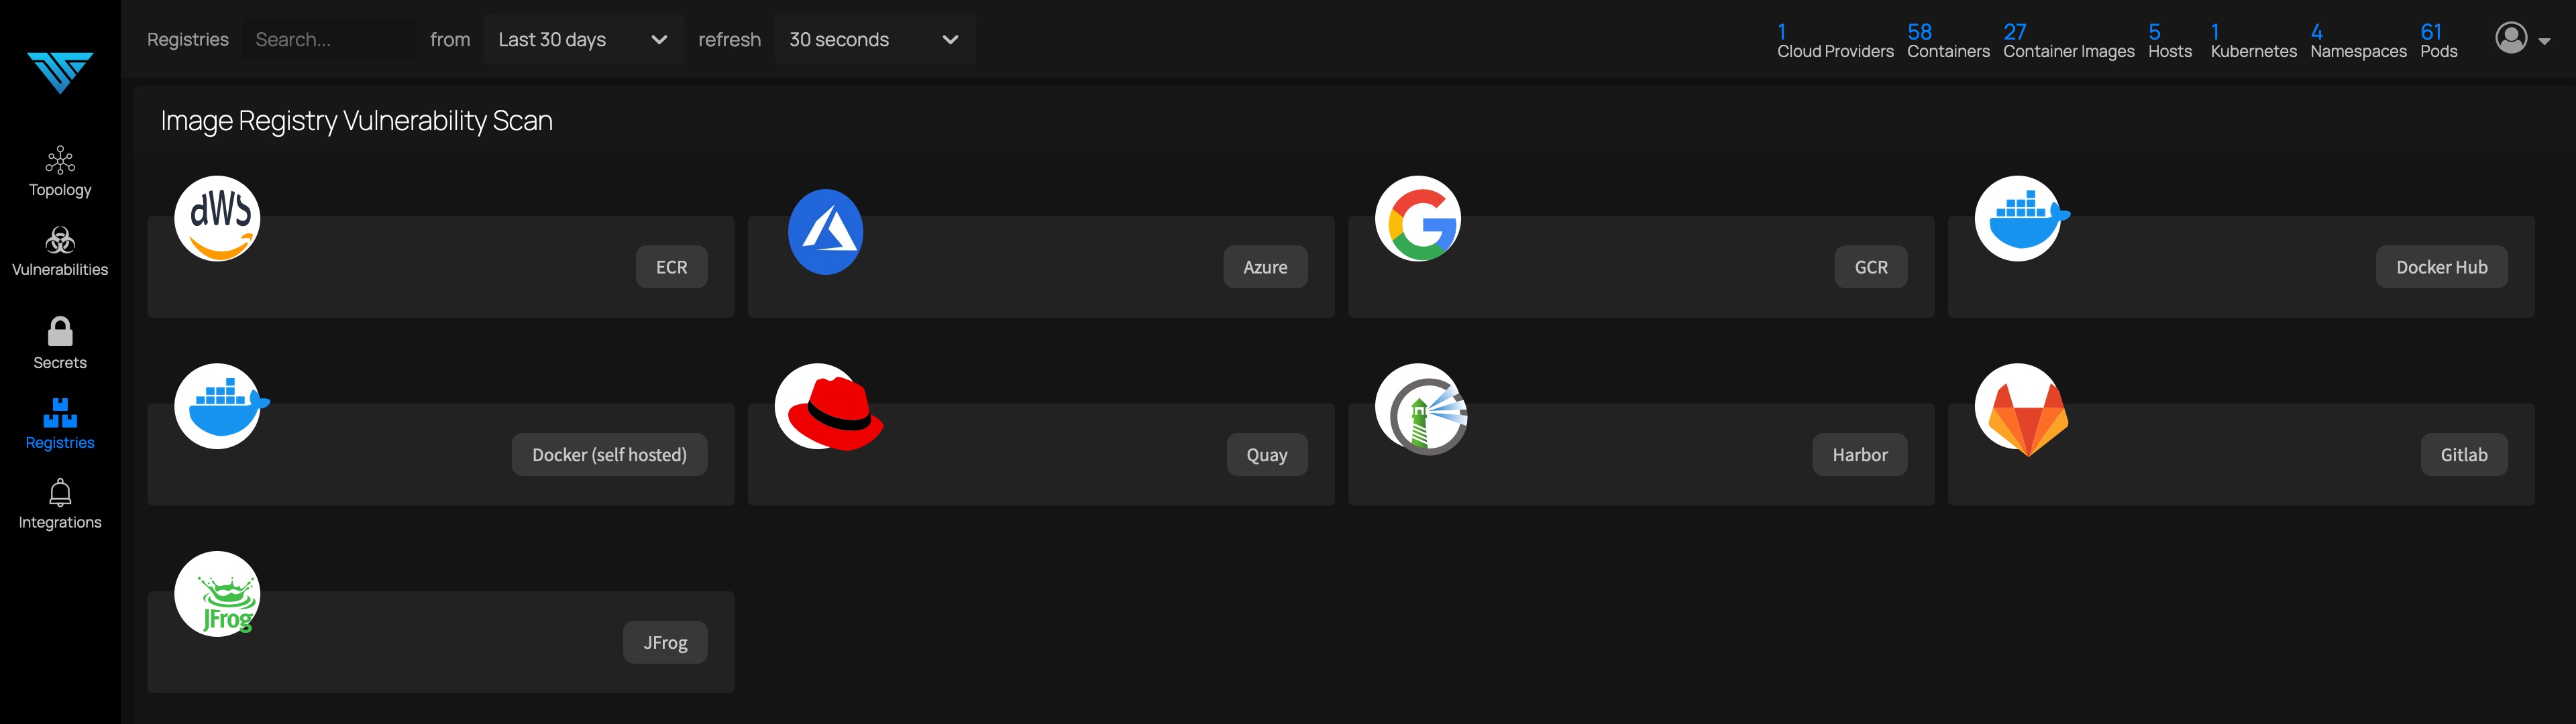 Registries Search... from Last 30 days refresh 30 seconds
1 58 27 5 1 4 61
Cloud Providers Containers Container Images Hosts Kubernetes Namespaces Pods
Image Registry Vulnerability Scan
Topology
Vulnerabilities
Secrets
Registries
Integrations
aws
ECR
Azure
GCR
Docker Hub
Docker (self hosted)
Quay
Harbor
Gitlab
JFrog
JFrog